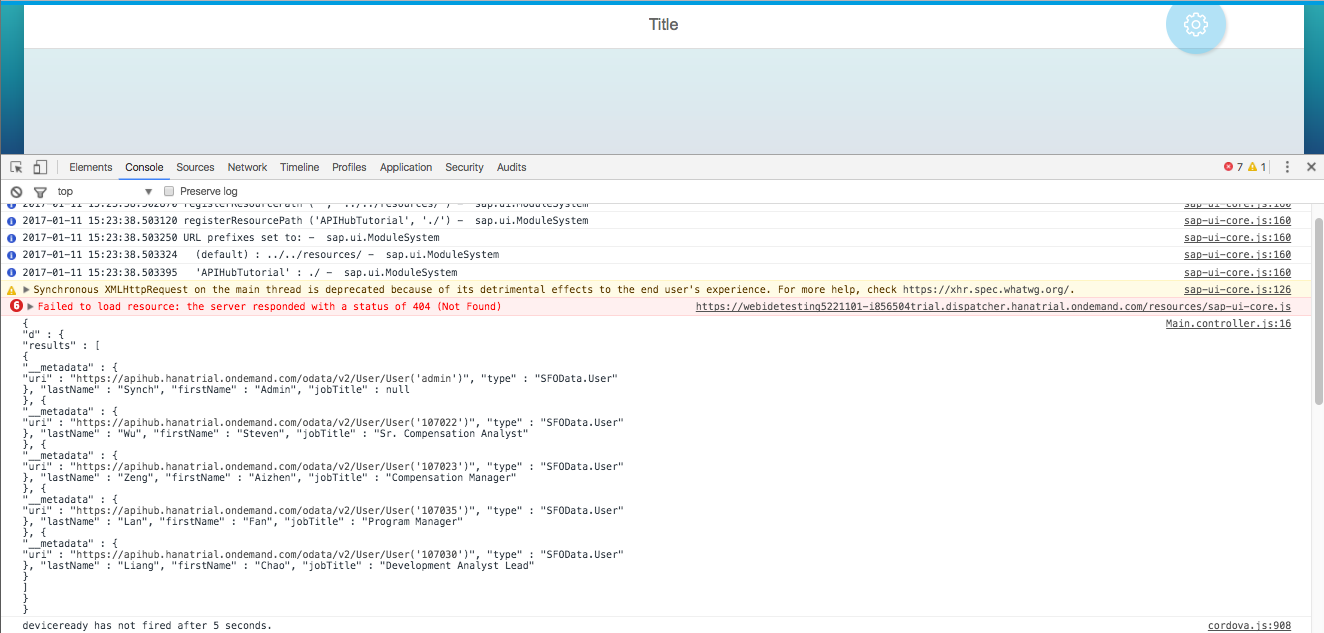 Title
Elements Console Sources Network Timeline Profiles Application Security Audits 7 1
top Preserve log
2017-01-11 15:23:38.502870 registerResourcePath ('', '../../resources/') - sap.ui.ModuleSystem sap-ui-core.js:160
2017-01-11 15:23:38.503120 registerResourcePath ('APIHubTutorial', './') - sap.ui.ModuleSystem sap-ui-core.js:160
2017-01-11 15:23:38.503250 URL prefixes set to: - sap.ui.ModuleSystem sap-ui-core.js:160
2017-01-11 15:23:38.503324 (default) : ../../resources/ - sap.ui.ModuleSystem sap-ui-core.js:160
2017-01-11 15:23:38.503395 'APIHubTutorial' : ./ - sap.ui.ModuleSystem sap-ui-core.js:160
Synchronous XMLHttpRequest on the main thread is deprecated because of its detrimental effects to the end user's experience. For more help, check https://xhr.spec.whatwg.org/. sap-ui-core.js:126
6 Failed to load resource: the server responded with a status of 404 (Not Found) https://webidetesting5221101-i856504trial.dispatcher.hanatrial.ondemand.com/resources/sap-ui-core.js
{ Main.controller.js:16
"d" : {
"results" : [
{
"__metadata" : {
"uri" : "https://apihub.hanatrial.ondemand.com/odata/v2/User/User('admin')", "type" : "SFOData.User"
}, "lastName" : "Synch", "firstName" : "Admin", "jobTitle" : null
}, {
"__metadata" : {
"uri" : "https://apihub.hanatrial.ondemand.com/odata/v2/User/User('107022')", "type" : "SFOData.User"
}, "lastName" : "Wu", "firstName" : "Steven", "jobTitle" : "Sr. Compensation Analyst"
}, {
"__metadata" : {
"uri" : "https://apihub.hanatrial.ondemand.com/odata/v2/User/User('107023')", "type" : "SFOData.User"
}, "lastName" : "Zeng", "firstName" : "Aizhen", "jobTitle" : "Compensation Manager"
}, {
"__metadata" : {
"uri" : "https://apihub.hanatrial.ondemand.com/odata/v2/User/User('107035')", "type" : "SFOData.User"
}, "lastName" : "Lan", "firstName" : "Fan", "jobTitle" : "Program Manager"
}, {
"__metadata" : {
"uri" : "https://apihub.hanatrial.ondemand.com/odata/v2/User/User('107030')", "type" : "SFOData.User"
}, "lastName" : "Liang", "firstName" : "Chao", "jobTitle" : "Development Analyst Lead"
}
]
}
}
deviceready has not fired after 5 seconds. cordova.js:908